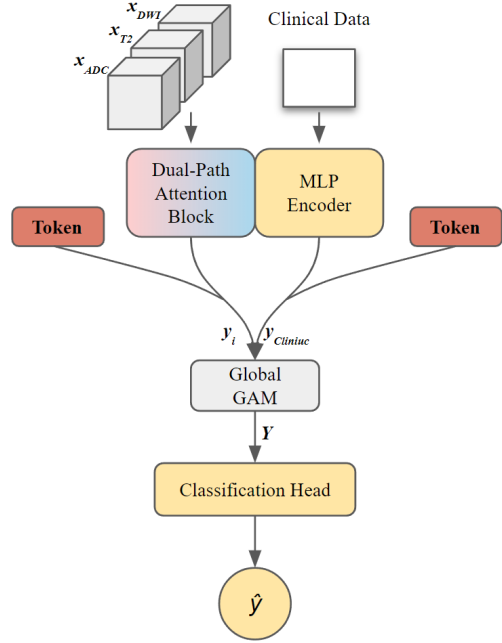 x_DWI
Clinical Data
x_T2
x_ADC
Dual-Path
Attention
Block
MLP
Encoder
Token
Token
y_i
y_Cliniuc
Global
GAM
Y
Classification Head
ŷ